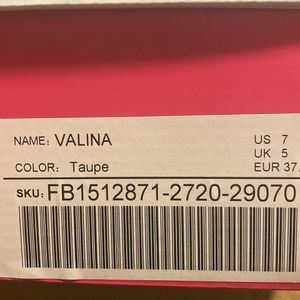 NAME: VALINA
US 7
UK 5
COLOR: Taupe
EUR 37.
SKU: FB1512871-2720-29070